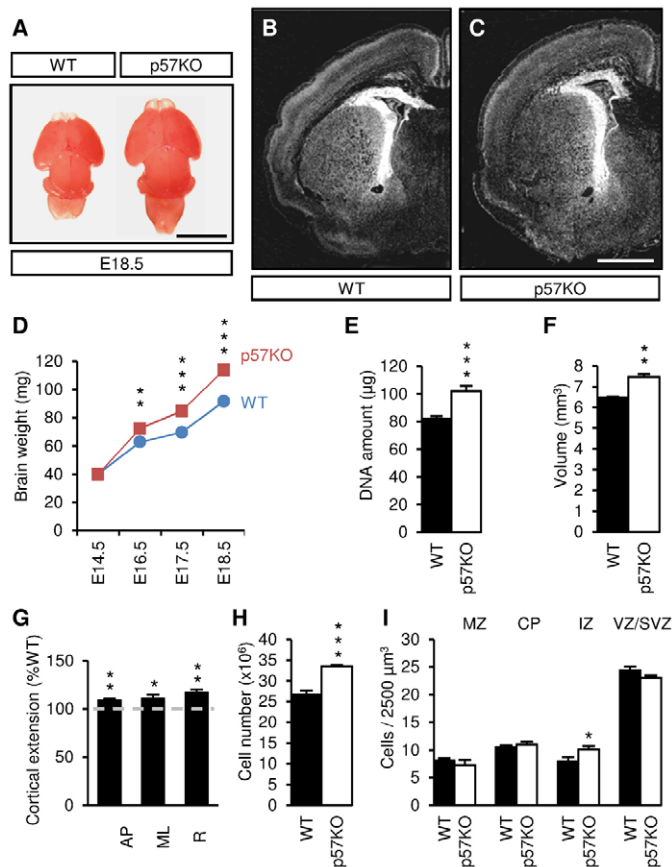 A
WT p57KO
E18.5
B
WT
C
p57KO
D
Brain weight (mg)
120
100
80
60
40
20
0
E14.5 E16.5 E17.5 E18.5
** *** ***
p57KO
WT
E
DNA amount (µg)
120
100
80
60
40
20
0
***
WT p57KO
F
Volume (mm³)
8
7
6
5
4
3
2
1
0
**
WT p57KO
G
Cortical extension (%WT)
150
100
50
0
** * **
AP ML R
H
Cell number (x10⁶)
40
35
30
25
20
15
10
5
0
***
WT p57KO
I
MZ CP IZ VZ/SVZ
Cells / 2500 µm³
30
25
20
15
10
5
0
*
WT p57KO WT p57KO WT p57KO WT p57KO